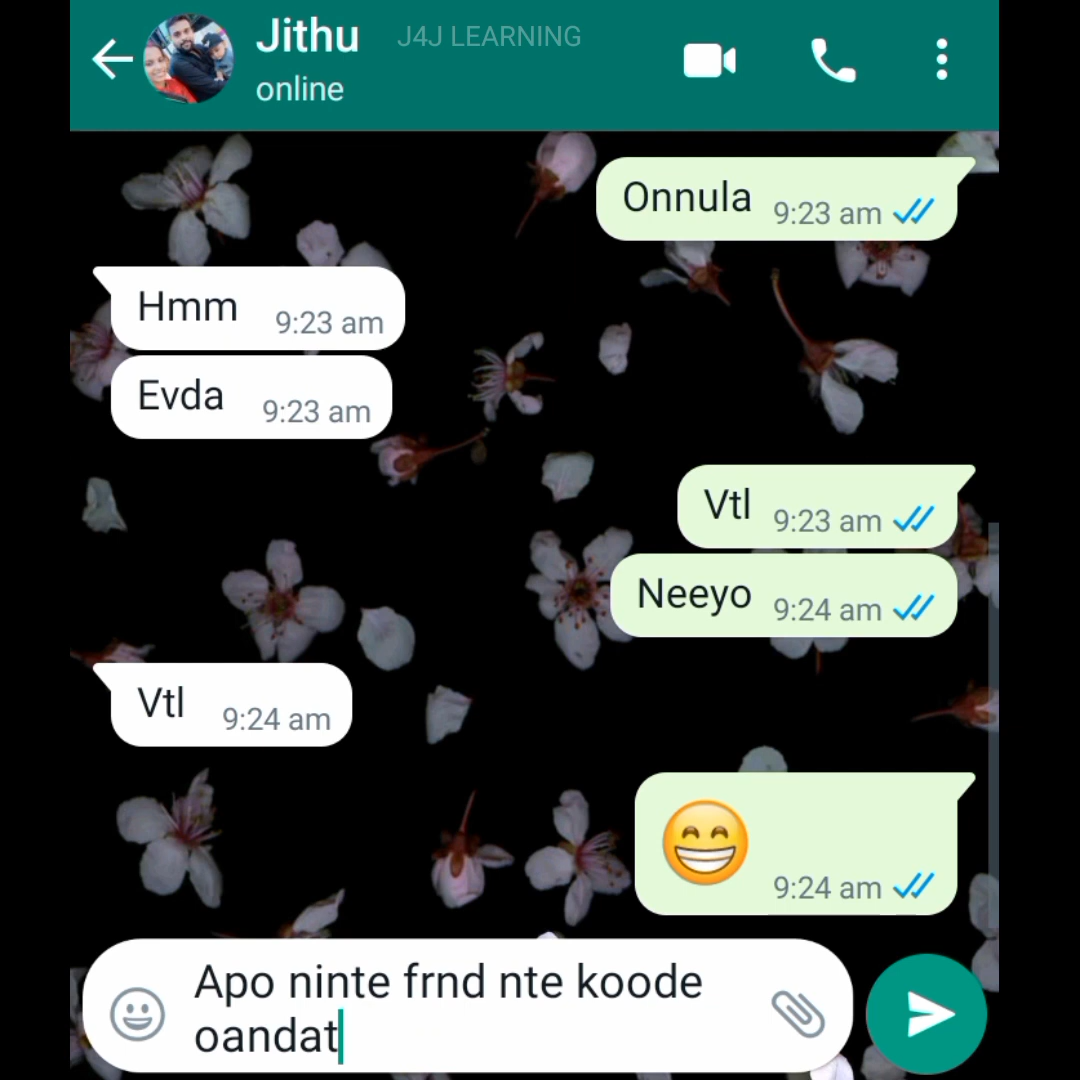 Jithu J4J LEARNING
online
Onnula 9:23 am
Hmm 9:23 am
Evda 9:23 am
Vtl 9:23 am
Neeyo 9:24 am
Vtl 9:24 am
9:24 am
Apo ninte frnd nte koode
oandat